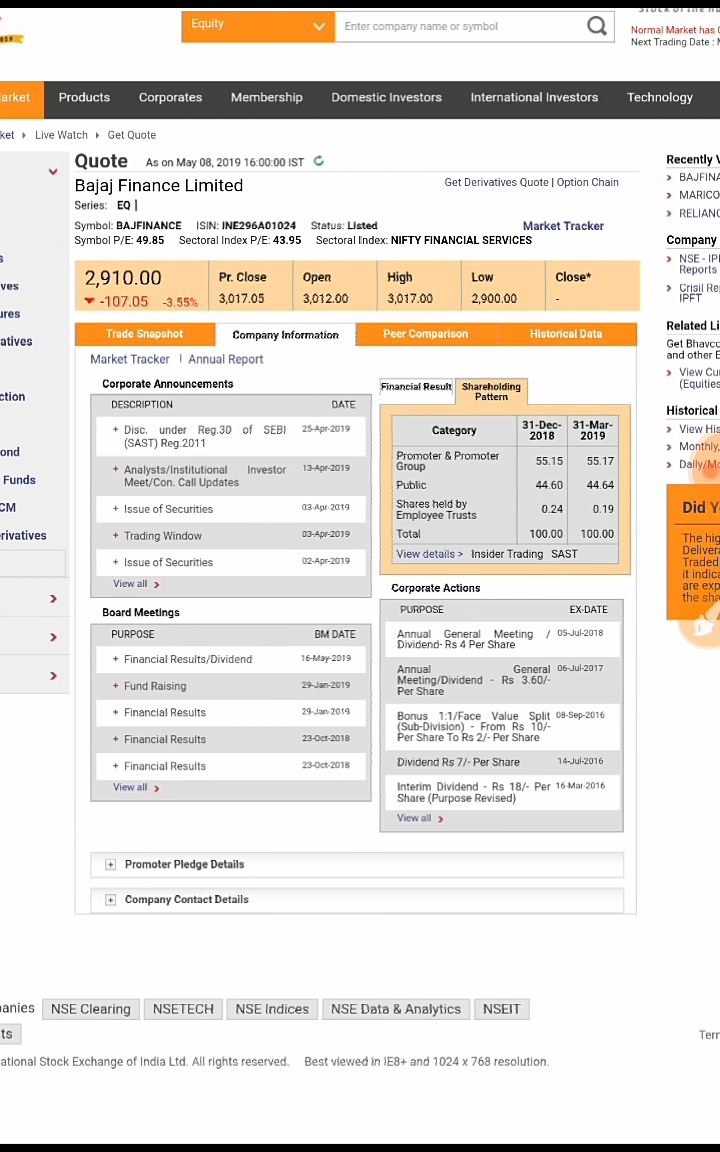 Equity
Enter company name or symbol
Normal Market has
Next Trading Date :
Products Corporates Membership Domestic Investors International Investors Technology
Live Watch Get Quote
Quote As on May 08, 2019 16:00:00 IST
Bajaj Finance Limited
Get Derivatives Quote | Option Chain
Series: EQ |
Symbol: BAJFINANCE ISIN: INE296A01024 Status: Listed
Market Tracker
Symbol P/E: 49.85 Sectoral Index P/E: 43.95 Sectoral Index: NIFTY FINANCIAL SERVICES
2,910.00
-107.05 -3.55%
Pr. Close Open High Low Close*
3,017.05 3,012.00 3,017.00 2,900.00 -
Trade Snapshot Company Information Peer Comparison Historical Data
Market Tracker | Annual Report
Corporate Announcements
DESCRIPTION DATE
+ Disc. under Reg.30 of SEBI (SAST) Reg.2011 25-Apr-2019
+ Analysts/Institutional Investor Meet/Con. Call Updates 13-Apr-2019
+ Issue of Securities 03-Apr-2019
+ Trading Window 03-Apr-2019
+ Issue of Securities 02-Apr-2019
View all
Board Meetings
PURPOSE BM DATE
+ Financial Results/Dividend 16-May-2019
+ Fund Raising 29-Jan-2019
+ Financial Results 29-Jan-2019
+ Financial Results 23-Oct-2018
+ Financial Results 23-Oct-2018
View all
Financial Result Shareholding Pattern
Category 31-Dec-2018 31-Mar-2019
Promoter & Promoter Group 55.15 55.17
Public 44.60 44.64
Shares held by Employee Trusts 0.24 0.19
Total 100.00 100.00
View details > Insider Trading SAST
Corporate Actions
PURPOSE EX-DATE
Annual General Meeting / Dividend- Rs 4 Per Share 05-Jul-2018
Annual General Meeting/Dividend - Rs 3.60/- Per Share 06-Jul-2017
Bonus 1:1/Face Value Split (Sub-Division) - From Rs 10/- Per Share To Rs 2/- Per Share 08-Sep-2016
Dividend Rs 7/- Per Share 14-Jul-2016
Interim Dividend - Rs 18/- Per Share (Purpose Revised) 16-Mar-2016
View all
+ Promoter Pledge Details
+ Company Contact Details
Recently
BAJFINA
MARICO
RELIANC
Company
NSE - IP
Reports
Crisil Re
IPFT
Related Li
Get Bhavco
and other
View Cu
(Equities
Historical
View His
Monthly,
Daily/Mo
Did
The hig
Delivera
Traded
it indica
are exp
the sha
Funds
NSE Clearing NSETECH NSE Indices NSE Data & Analytics NSEIT
ational Stock Exchange of India Ltd. All rights reserved. Best viewed in IE8+ and 1024 x 768 resolution.